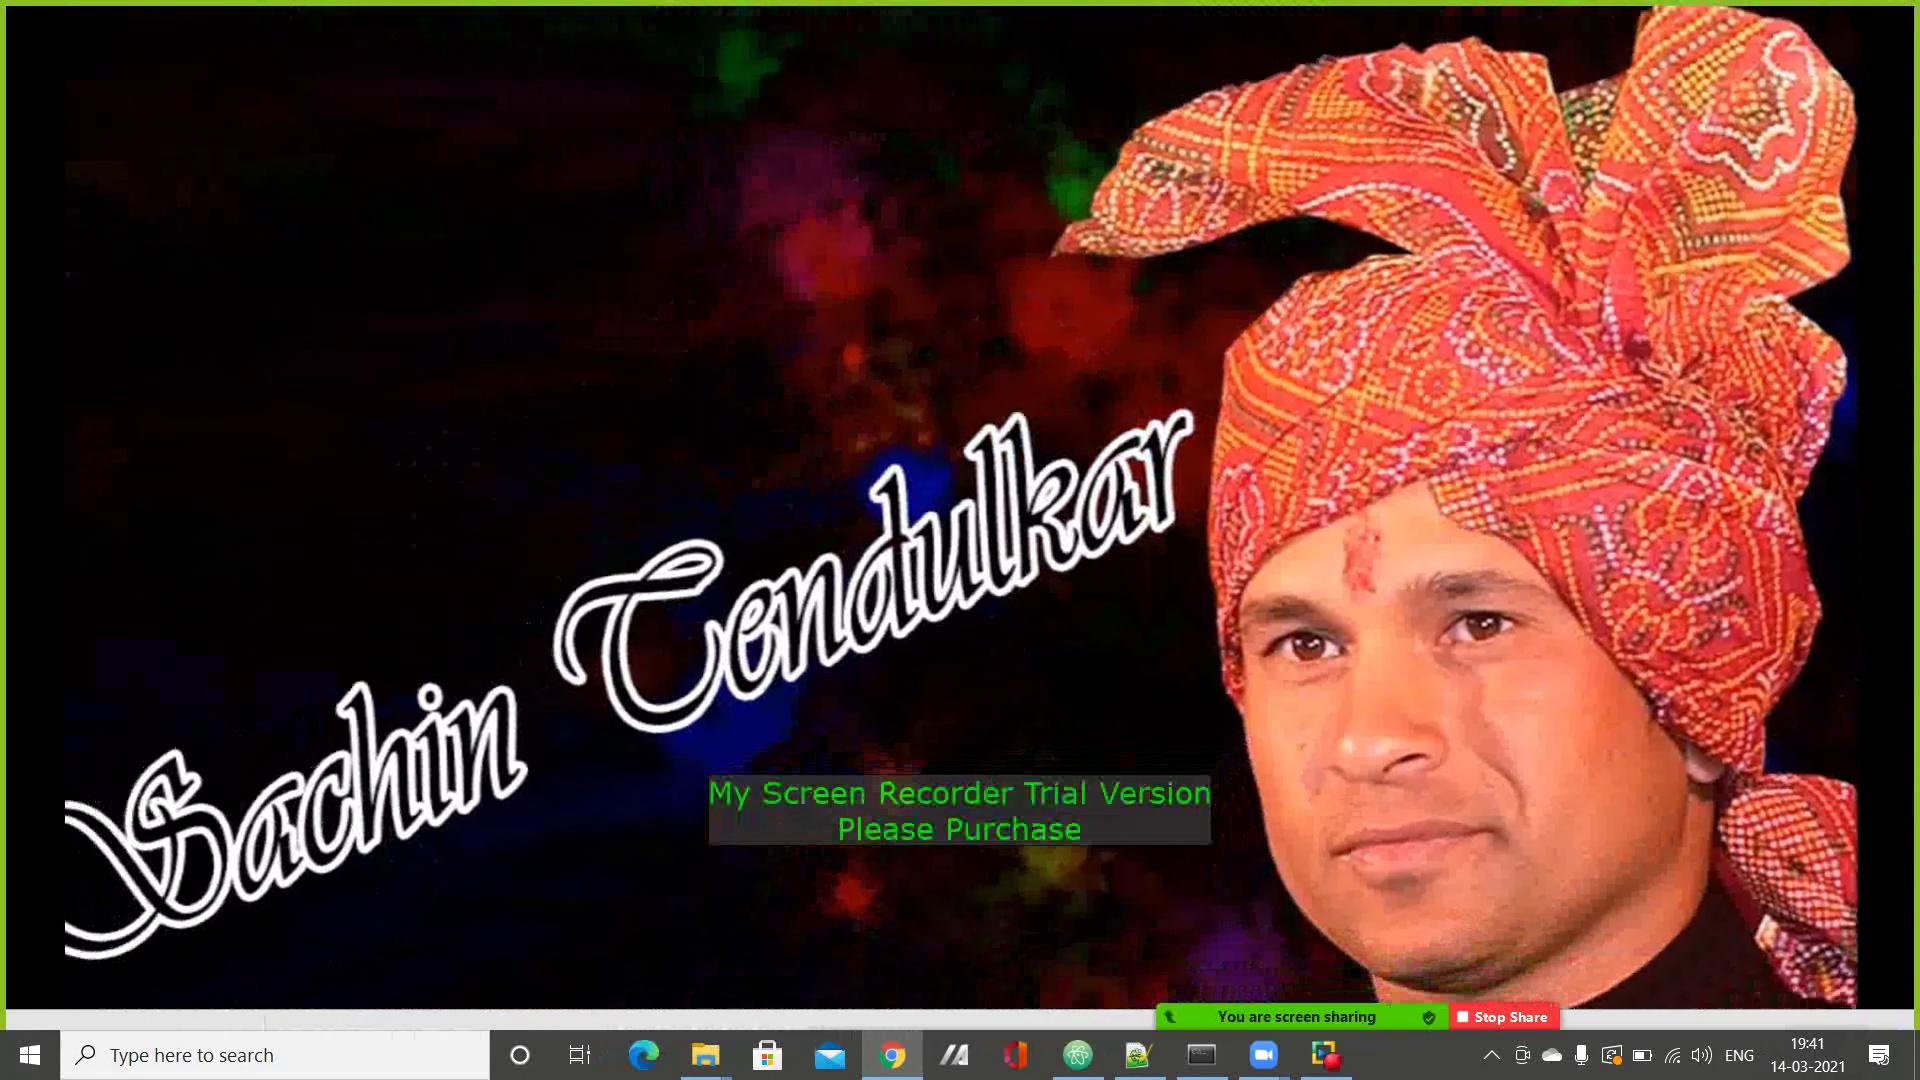 Sachin Tendulkar
My Screen Recorder Trial Version
Please Purchase
You are screen sharing
Stop Share
Type here to search
ENG
19:41
14-03-2021